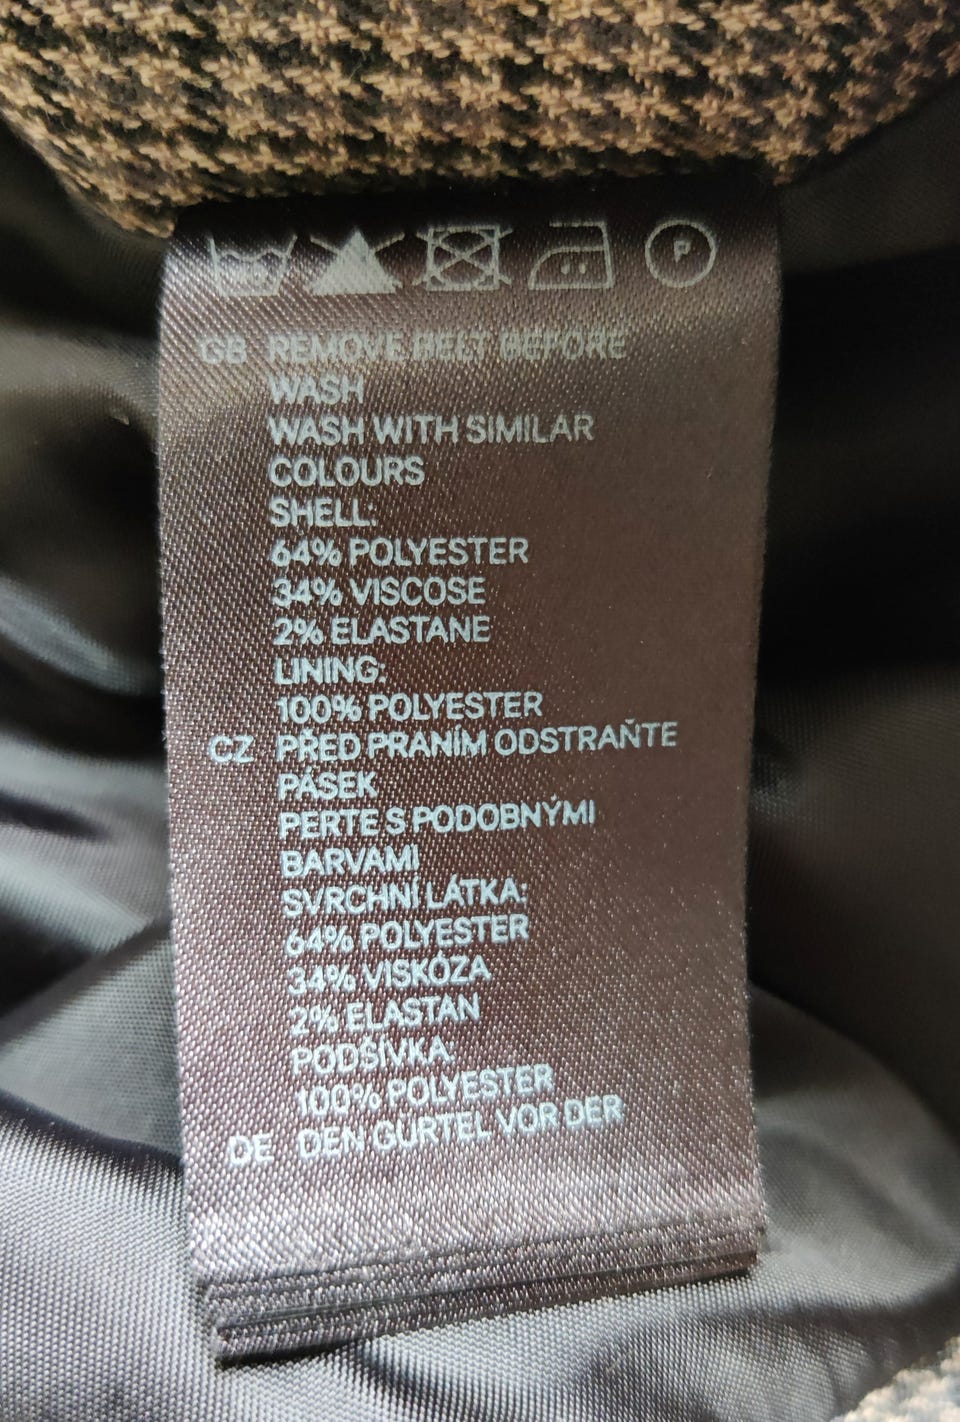 P
GB REMOVE BELT BEFORE
WASH
WASH WITH SIMILAR
COLOURS
SHELL:
64% POLYESTER
34% VISCOSE
2% ELASTANE
LINING:
100% POLYESTER
CZ PŘED PRANÍM ODSTRAŇTE
PÁSEK
PERTE S PODOBNÝMI
BARVAMI
SVRCHNÍ LÁTKA:
64% POLYESTER
34% VISKÓZA
2% ELASTAN
PODŠÍVKA:
100% POLYESTER
DE DEN GÜRTEL VOR DER